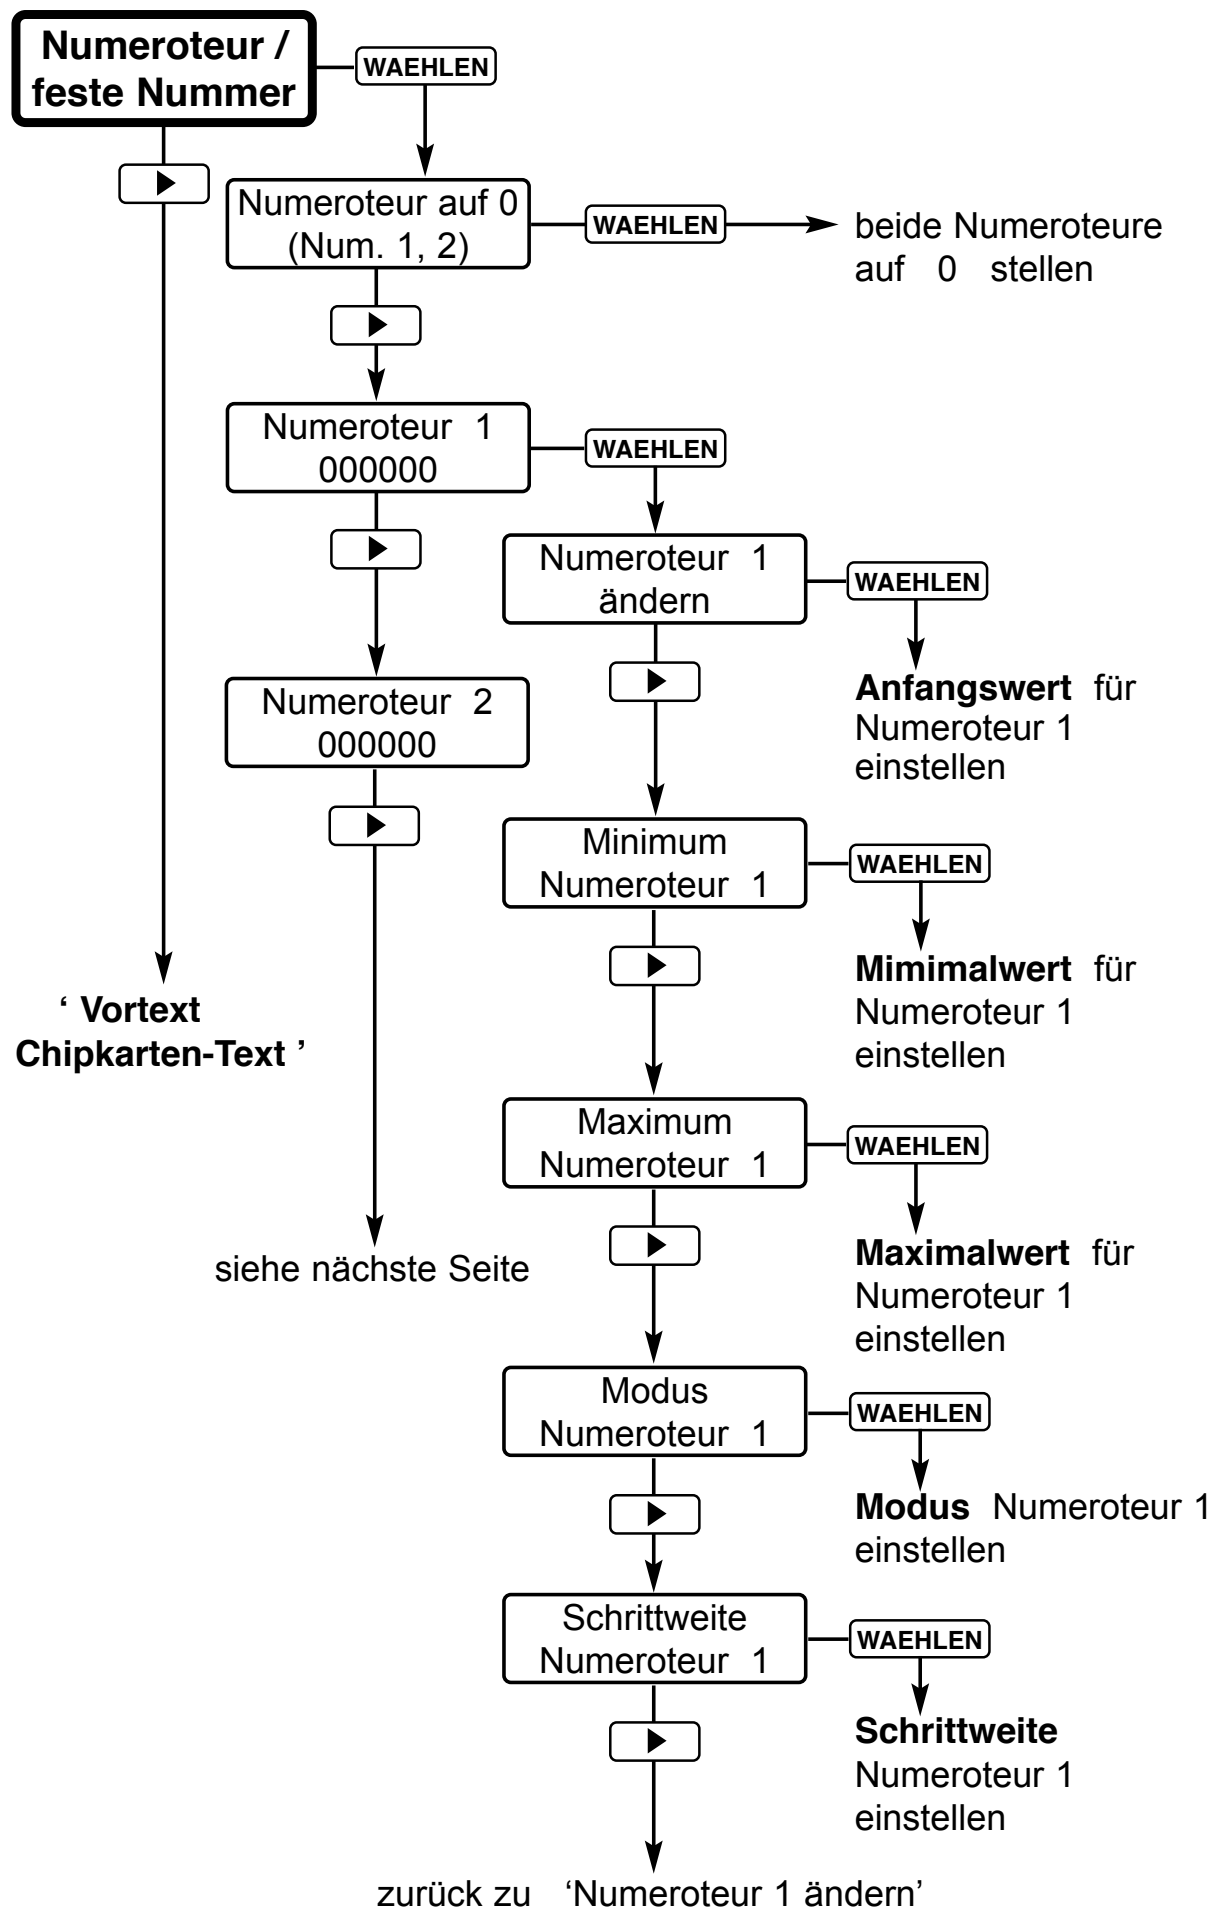 Numeroteur /
feste Nummer
WAEHLEN
Numeroteur auf 0
(Num. 1, 2)
WAEHLEN
beide Numeroteure
auf 0 stellen
Numeroteur 1
000000
WAEHLEN
Numeroteur 1
ändern
WAEHLEN
Anfangswert für
Numeroteur 1
einstellen
Numeroteur 2
000000
Minimum
Numeroteur 1
WAEHLEN
Mimimalwert für
Numeroteur 1
einstellen
‘ Vortext
Chipkarten-Text ’
Maximum
Numeroteur 1
WAEHLEN
Maximalwert für
Numeroteur 1
einstellen
siehe nächste Seite
Modus
Numeroteur 1
WAEHLEN
Modus Numeroteur 1
einstellen
Schrittweite
Numeroteur 1
WAEHLEN
Schrittweite
Numeroteur 1
einstellen
zurück zu ‘Numeroteur 1 ändern’